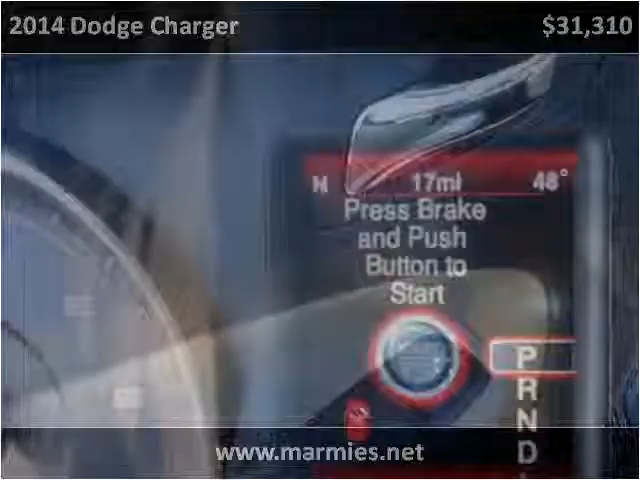 2014 Dodge Charger $31,310
N 17mi 48°
Press Brake
and Push
Button to
Start
P
R
N
D
www.marmies.net